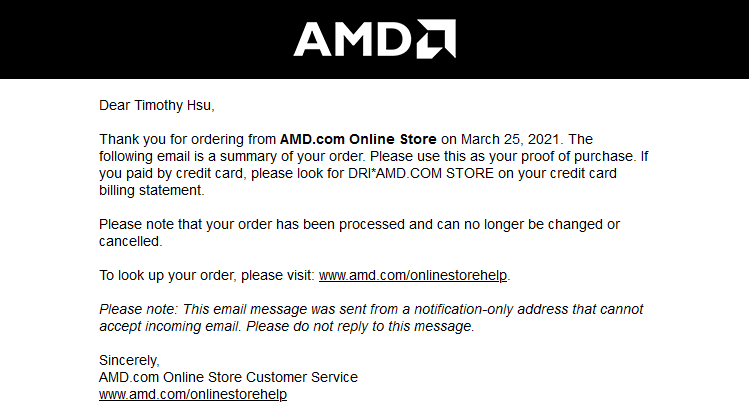 AMD
Dear Timothy Hsu,
Thank you for ordering from AMD.com Online Store on March 25, 2021. The
following email is a summary of your order. Please use this as your proof of purchase. If
you paid by credit card, please look for DRI*AMD.COM STORE on your credit card
billing statement.
Please note that your order has been processed and can no longer be changed or
cancelled.
To look up your order, please visit: www.amd.com/onlinestorehelp.
Please note: This email message was sent from a notification-only address that cannot
accept incoming email. Please do not reply to this message.
Sincerely,
AMD.com Online Store Customer Service
www.amd.com/onlinestorehelp